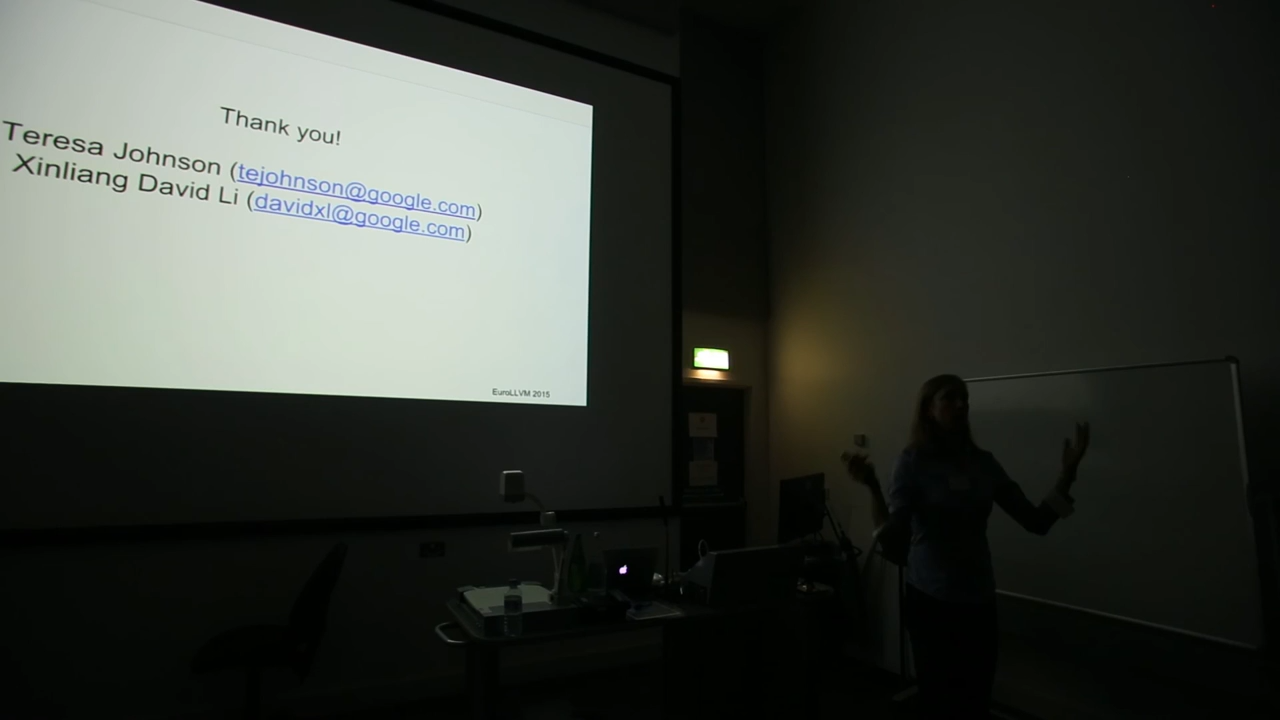 Thank you!
Teresa Johnson (tejohnson@google.com)
Xinliang David Li (davidxl@google.com)
EuroLLVM 2015